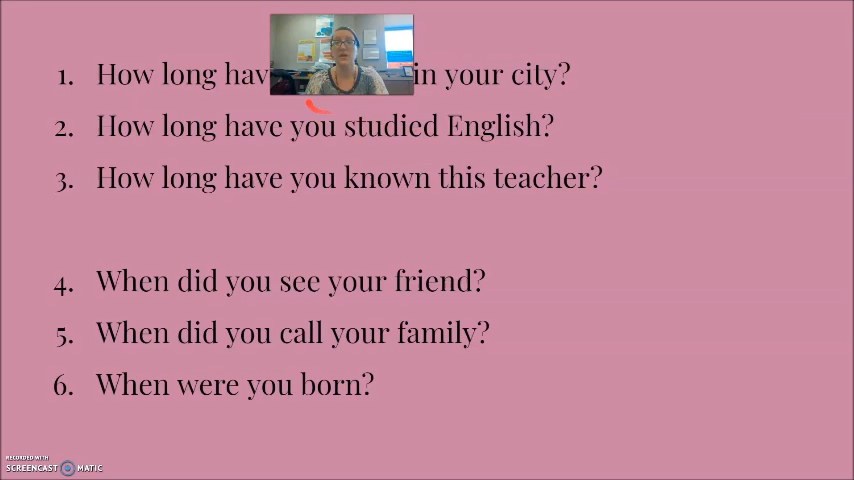 1. How long hav in your city?
2. How long have you studied English?
3. How long have you known this teacher?
4. When did you see your friend?
5. When did you call your family?
6. When were you born?
RECORDED WITH
SCREENCAST MATIC